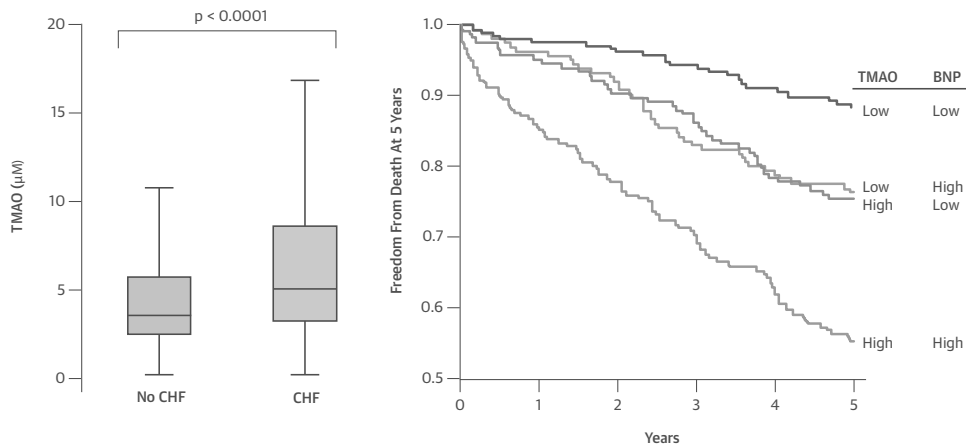 p < 0.0001
20
15
10
5
0
TMAO (µM)
No CHF
CHF
1.0
0.9
0.8
0.7
0.6
0.5
Freedom From Death At 5 Years
0
1
2
3
4
5
Years
TMAO BNP
Low Low
Low High
High Low
High High